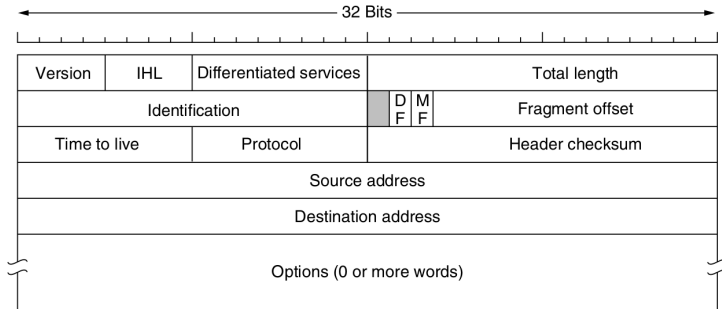 32 Bits
Version IHL Differentiated services Total length
Identification D F M F Fragment offset
Time to live Protocol Header checksum
Source address
Destination address
Options (0 or more words)